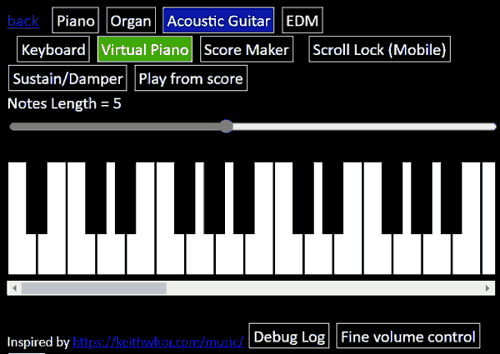 back Piano Organ Acoustic Guitar EDM
Keyboard Virtual Piano Score Maker Scroll Lock (Mobile)
Sustain/Damper Play from score
Notes Length = 5
Inspired by https://keithwhor.com/music/ Debug Log Fine volume control